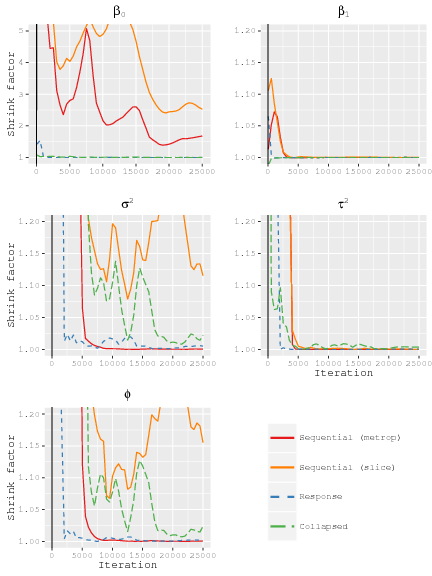 β₀
β₁
5
4
3
2
1
Shrink factor
0 5000 10000 15000 20000 25000
1.20
1.15
1.10
1.05
1.00
0 5000 10000 15000 20000 25000
σ²
τ²
1.20
1.15
1.10
1.05
1.00
Shrink factor
0 5000 10000 15000 20000 25000
1.20
1.15
1.10
1.05
1.00
0 5000 10000 15000 20000 25000
Iteration
ϕ
1.20
1.15
1.10
1.05
1.00
Shrink factor
0 5000 10000 15000 20000 25000
Iteration
Sequential (metrop)
Sequential (slice)
Response
Collapsed